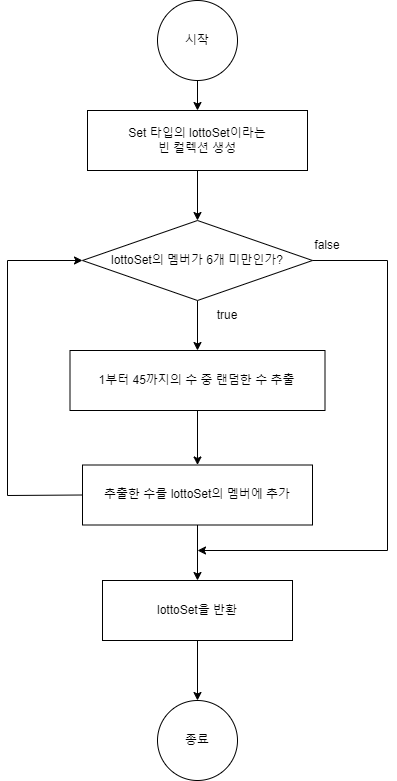 시작
Set 타입의 lottoSet이라는
빈 컬렉션 생성
false
lottoSet의 멤버가 6개 미만인가?
true
1부터 45까지의 수 중 랜덤한 수 추출
추출한 수를 lottoSet의 멤버에 추가
lottoSet을 반환
종료